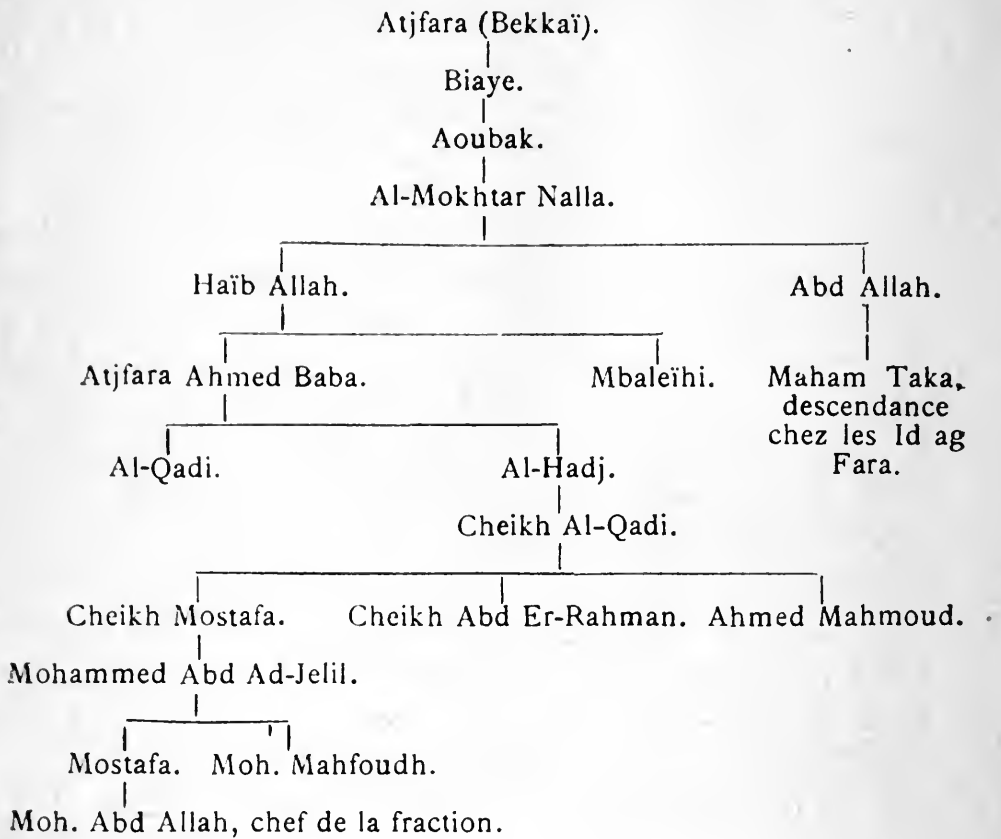 Atjfara (Bekkaï).
Biaye.
Aoubak.
Al-Mokhtar Nalla.
Haïb Allah. Abd Allah.
Atjfara Ahmed Baba. Mbaleïhi. Maham Taka,
descendance
chez les Id ag
Fara.
Al-Qadi. Al-Hadj.
Cheikh Al-Qadi.
Cheikh Mostafa. Cheikh Abd Er-Rahman. Ahmed Mahmoud.
Mohammed Abd Ad-Jelil.
Mostafa. Moh. Mahfoudh.
Moh. Abd Allah, chef de la fraction.